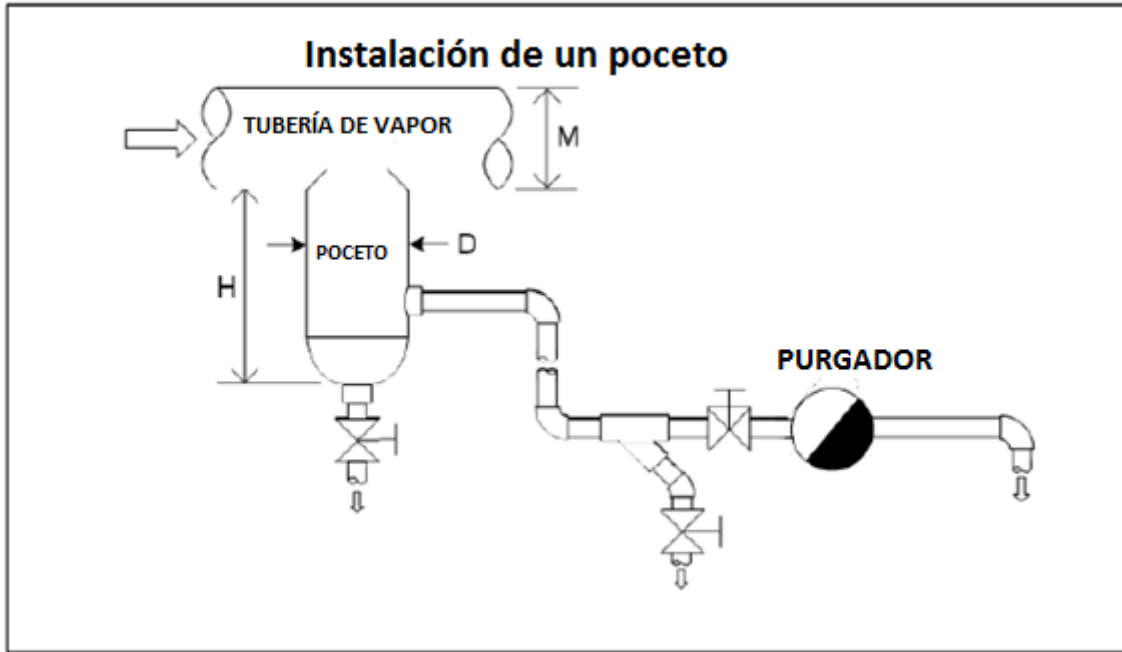 Instalación de un poceto
TUBERÍA DE VAPOR
M
POCETO
D
H
PURGADOR